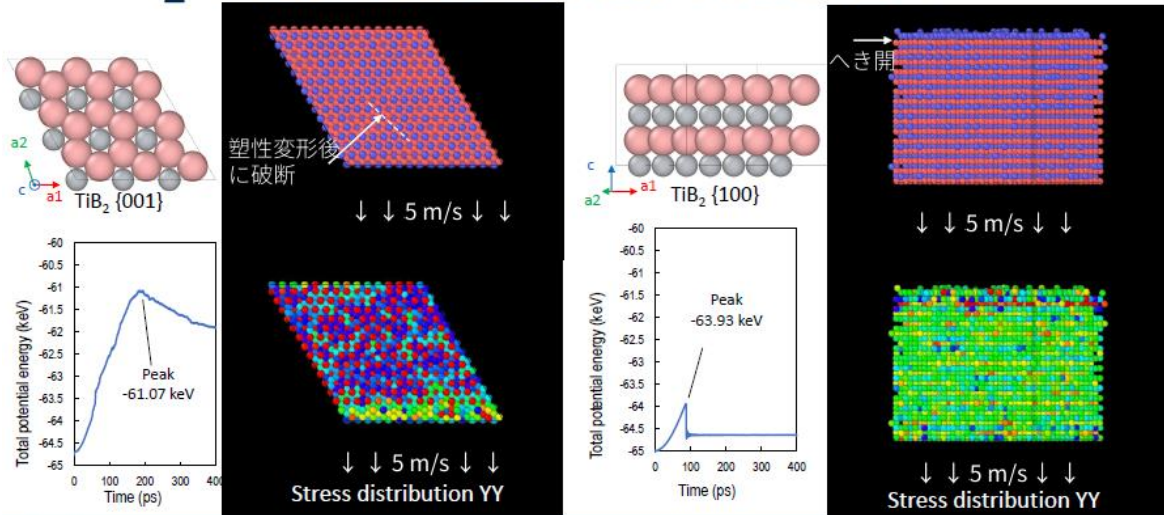 a2
c
a1
TiB₂ {001}
塑性変形後
に破断
↓ ↓ 5 m/s ↓ ↓
c
a2
a1
TiB₂ {100}
へき開
↓ ↓ 5 m/s ↓ ↓
Total potential energy (keV)
-60
-60.5
-61
-61.5
-62
-62.5
-63
-63.5
-64
-64.5
-65
0
100
200
300
400
Time (ps)
Peak
-61.07 keV
↓ ↓ 5 m/s ↓ ↓
Stress distribution YY
Total potential energy (keV)
-60
-60.5
-61
-61.5
-62
-62.5
-63
-63.5
-64
-64.5
-65
0
100
200
300
400
Time (ps)
Peak
-63.93 keV
↓ ↓ 5 m/s ↓ ↓
Stress distribution YY